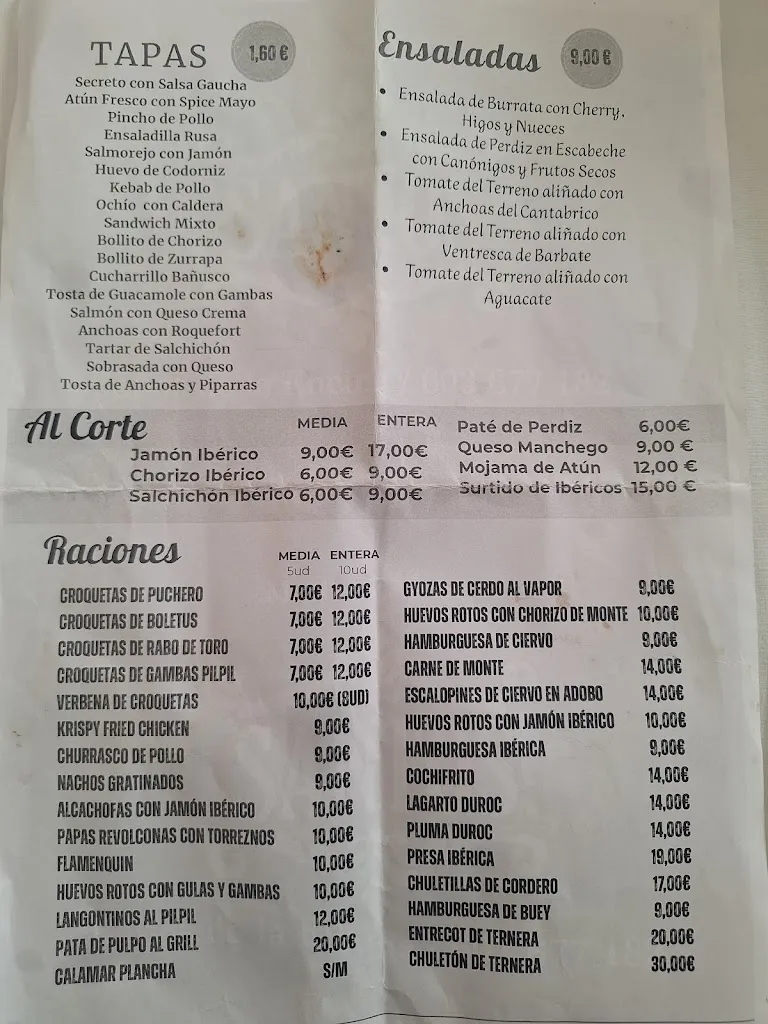 TAPAS 1,60 €
Secreto con Salsa Gaucha
Atún Fresco con Spice Mayo
Pincho de Pollo
Ensaladilla Rusa
Salmorejo con Jamón
Huevo de Codorniz
Kebab de Pollo
Ochío con Caldera
Sandwich Mixto
Bollito de Chorizo
Bollito de Zurrapa
Cucharrillo Bañusco
Tosta de Guacamole con Gambas
Salmón con Queso Crema
Anchoas con Roquefort
Tartar de Salchichón
Sobrasada con Queso
Tosta de Anchoas y Piparras
Ensaladas 9,00 €
• Ensalada de Burrata con Cherry,
Higos y Nueces
• Ensalada de Perdiz en Escabeche
con Canónigos y Frutos Secos
• Tomate del Terreno aliñado con
Anchoas del Cantabrico
• Tomate del Terreno aliñado con
Ventresca de Barbate
• Tomate del Terreno aliñado con
Aguacate
Al Corte MEDIA ENTERA
Jamón Ibérico 9,00€ 17,00€
Chorizo Ibérico 6,00€ 9,00€
Salchichón Ibérico 6,00€ 9,00€
Paté de Perdiz 6,00€
Queso Manchego 9,00 €
Mojama de Atún 12,00 €
Surtido de Ibéricos 15,00 €
Raciones MEDIA ENTERA
5ud 10ud
CROQUETAS DE PUCHERO 7,00€ 12,00€
CROQUETAS DE BOLETUS 7,00€ 12,00€
CROQUETAS DE RABO DE TORO 7,00€ 12,00€
CROQUETAS DE GAMBAS PILPIL 7,00€ 12,00€
VERBENA DE CROQUETAS 10,00€ (8UD)
KRISPY FRIED CHICKEN 9,00€
CHURRASCO DE POLLO 9,00€
NACHOS GRATINADOS 9,00€
ALCACHOFAS CON JAMÓN IBÉRICO 10,00€
PAPAS REVOLCONAS CON TORREZNOS 10,00€
FLAMENQUIN 10,00€
HUEVOS ROTOS CON GULAS Y GAMBAS 10,00€
LANGONTINOS AL PILPIL 12,00€
PATA DE PULPO AL GRILL 20,00€
CALAMAR PLANCHA S/M
GYOZAS DE CERDO AL VAPOR 9,00€
HUEVOS ROTOS CON CHORIZO DE MONTE 10,00€
HAMBURGUESA DE CIERVO 9,00€
CARNE DE MONTE 14,00€
ESCALOPINES DE CIERVO EN ADOBO 14,00€
HUEVOS ROTOS CON JAMÓN IBÉRICO 10,00€
HAMBURGUESA IBÉRICA 9,00€
COCHIFRITO 14,00€
LAGARTO DUROC 14,00€
PLUMA DUROC 14,00€
PRESA IBÉRICA 19,00€
CHULETILLAS DE CORDERO 17,00€
HAMBURGUESA DE BUEY 9,00€
ENTRECOT DE TERNERA 20,00€
CHULETÓN DE TERNERA 30,00€